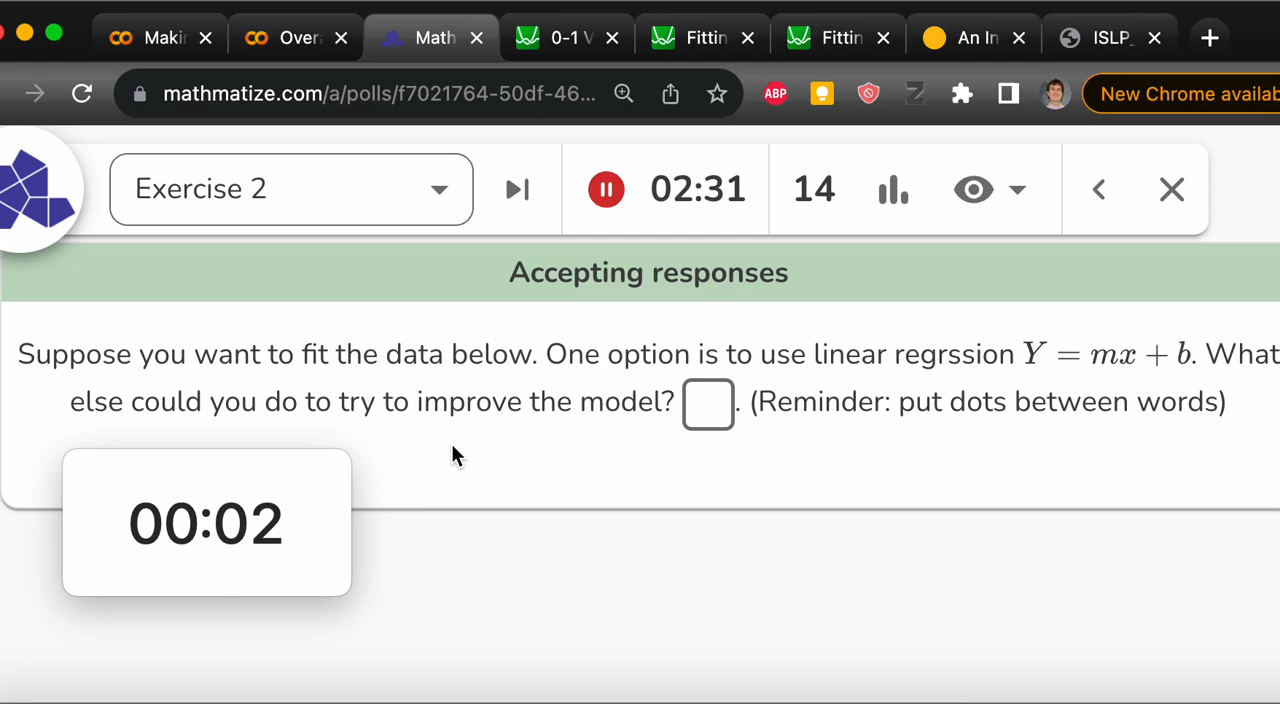 Maki Over Math 0-1 V Fittin Fittin An In ISLP_
mathmatize.com/a/polls/f7021764-50df-46... ABP New Chrome availab
Exercise 2 02:31 14
Accepting responses
Suppose you want to fit the data below. One option is to use linear regrssion Y = mx + b. What
else could you do to try to improve the model? . (Reminder: put dots between words)
00:02